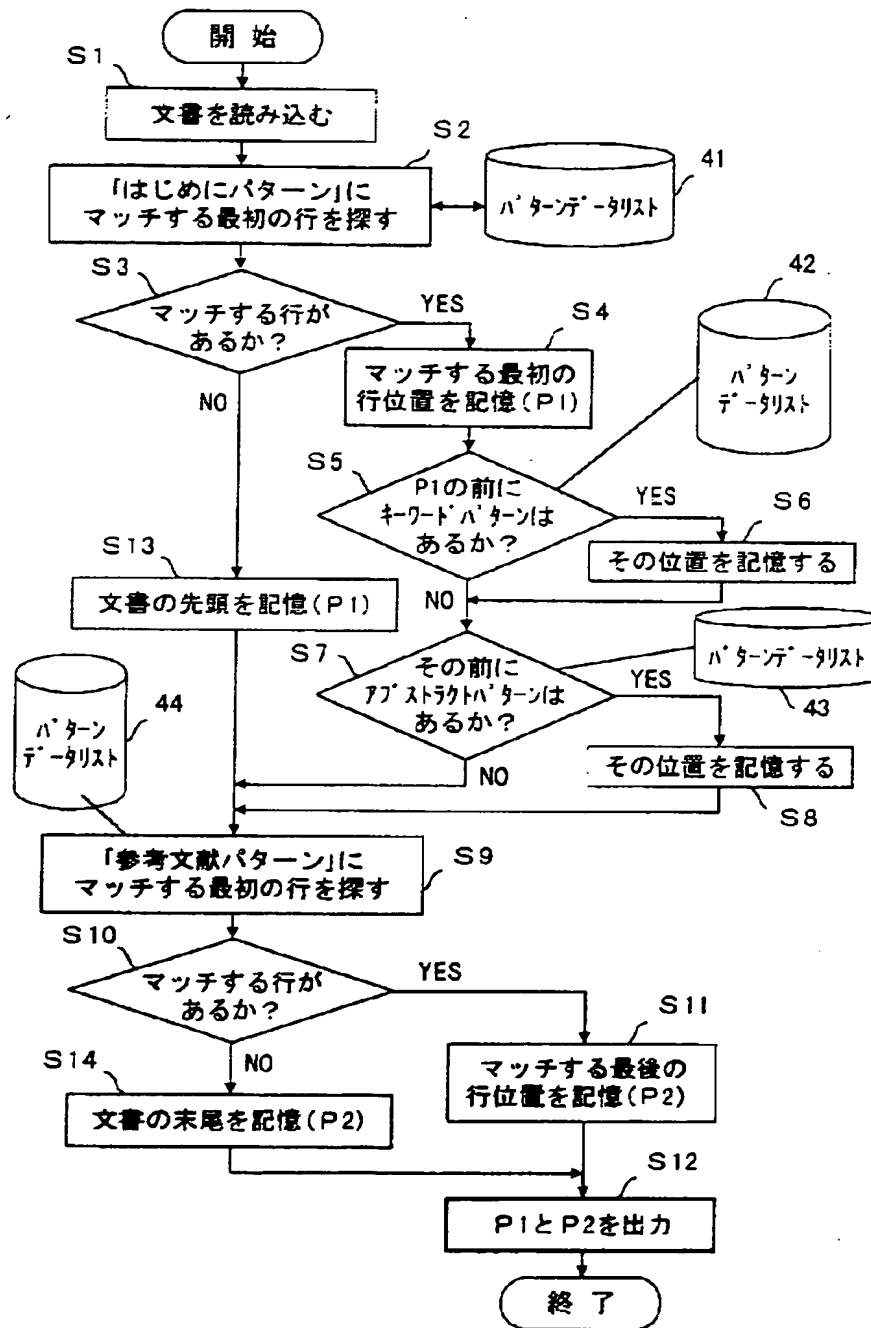 開始
S1
文書を読み込む
S2
「はじめにパターン」に
マッチする最初の行を探す
41
パターンデータリスト
S3
マッチする行が
あるか?
YES
NO
S4
マッチする最初の
行位置を記憶(P1)
42
パターン
データリスト
S5
P1の前に
キーワードパターンは
あるか?
YES
NO
S6
その位置を記憶する
S13
文書の先頭を記憶(P1)
S7
その前に
アブストラクトパターンは
あるか?
YES
NO
パターンデータリスト
43
44
パターン
データリスト
その位置を記憶する
S8
「参考文献パターン」に
マッチする最初の行を探す
S9
S10
マッチする行が
あるか?
YES
NO
S11
マッチする最後の
行位置を記憶(P2)
S14
文書の末尾を記憶(P2)
S12
P1とP2を出力
終了